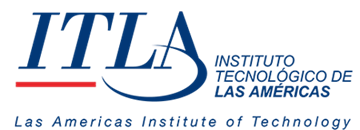 ITLA
INSTITUTO
TECNOLÓGICO DE
LAS AMÉRICAS
Las Americas Institute of Technology